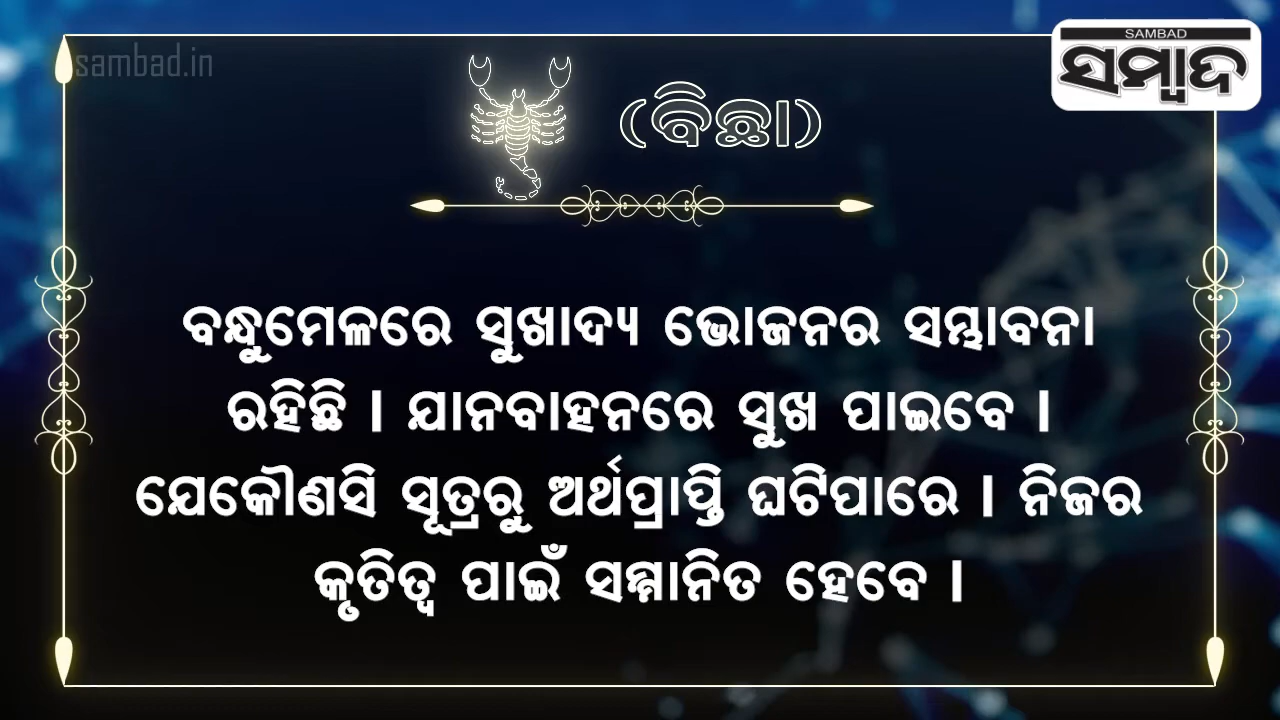 sambad.in
SAMBAD
ସମ୍ବାଦ
(ବିଛା)
ବନ୍ଧୁମେଳରେ ସୁଖାଦ୍ୟ ଭୋଜନର ସମ୍ଭାବନା
ରହିଛି । ଯାନବାହନରେ ସୁଖ ପାଇବେ ।
ଯେକୌଣସି ସୂତ୍ରରୁ ଅର୍ଥପ୍ରାପ୍ତି ଘଟିପାରେ । ନିଜର
କୃତିତ୍ୱ ପାଇଁ ସମ୍ମାନିତ ହେବେ ।